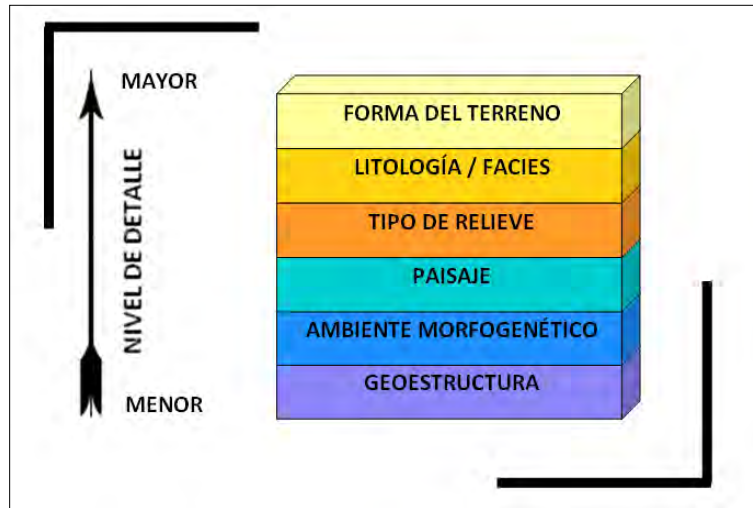 MAYOR
NIVEL DE DETALLE
MENOR
FORMA DEL TERRENO
LITOLOGÍA / FACIES
TIPO DE RELIEVE
PAISAJE
AMBIENTE MORFOGENÉTICO
GEOESTRUCTURA